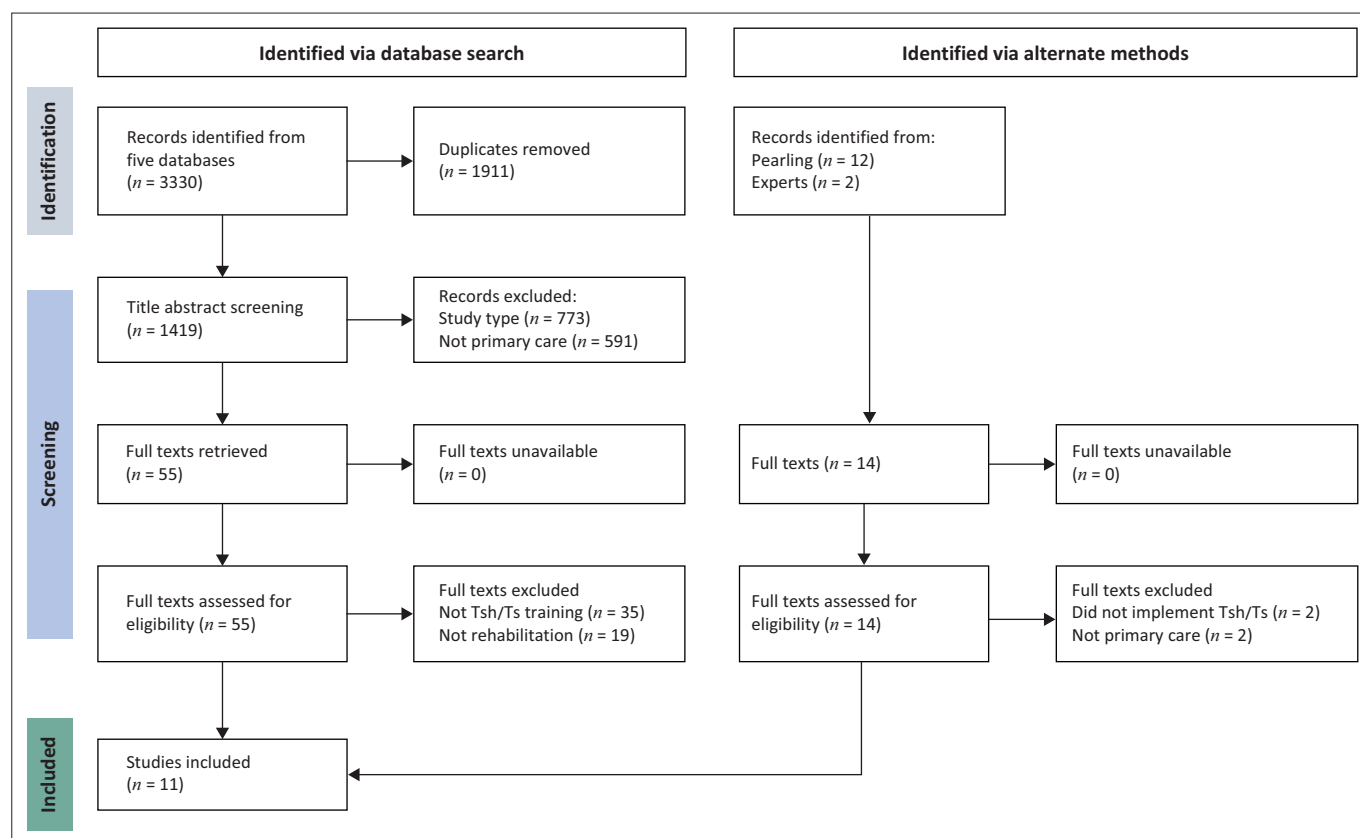 Identified via database search
Identified via alternate methods
Identification
Records identified from
five databases
(n = 3330)
Duplicates removed
(n = 1911)
Records identified from:
Pearling (n = 12)
Experts (n = 2)
Screening
Title abstract screening
(n = 1419)
Records excluded:
Study type (n = 773)
Not primary care (n = 591)
Full texts retrieved
(n = 55)
Full texts unavailable
(n = 0)
Full texts (n = 14)
Full texts unavailable
(n = 0)
Full texts assessed for
eligibility (n = 55)
Full texts excluded
Not Tsh/Ts training (n = 35)
Not rehabilitation (n = 19)
Full texts assessed for
eligibility (n = 14)
Full texts excluded
Did not implement Tsh/Ts (n = 2)
Not primary care (n = 2)
Included
Studies included
(n = 11)